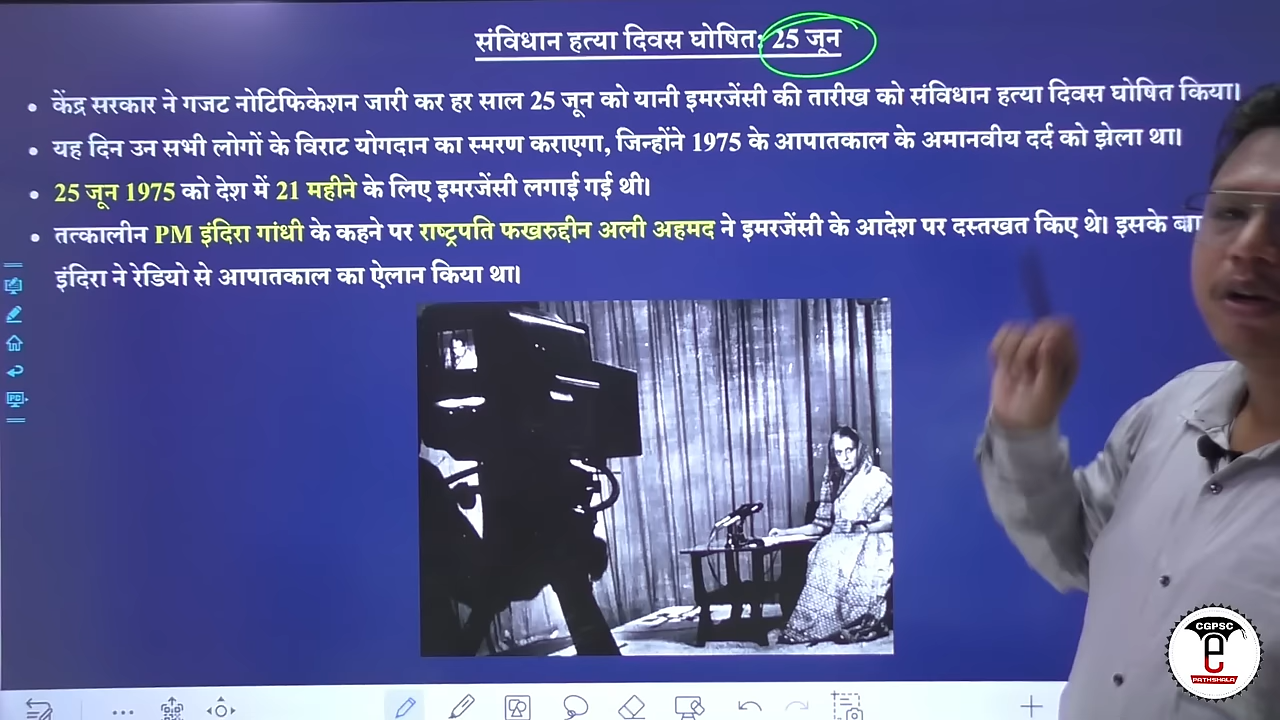 संविधान हत्या दिवस घोषित: 25 जून
• केंद्र सरकार ने गजट नोटिफिकेशन जारी कर हर साल 25 जून को यानी इमरजेंसी की तारीख को संविधान हत्या दिवस घोषित किया।
• यह दिन उन सभी लोगों के विराट योगदान का स्मरण कराएगा, जिन्होंने 1975 के आपातकाल के अमानवीय दर्द को झेला था।
• 25 जून 1975 को देश में 21 महीने के लिए इमरजेंसी लगाई गई थी।
• तत्कालीन PM इंदिरा गांधी के कहने पर राष्ट्रपति फखरुद्दीन अली अहमद ने इमरजेंसी के आदेश पर दस्तखत किए थे। इसके
इंदिरा ने रेडियो से आपातकाल का ऐलान किया था।
CGPSC
e
PATHSHALA